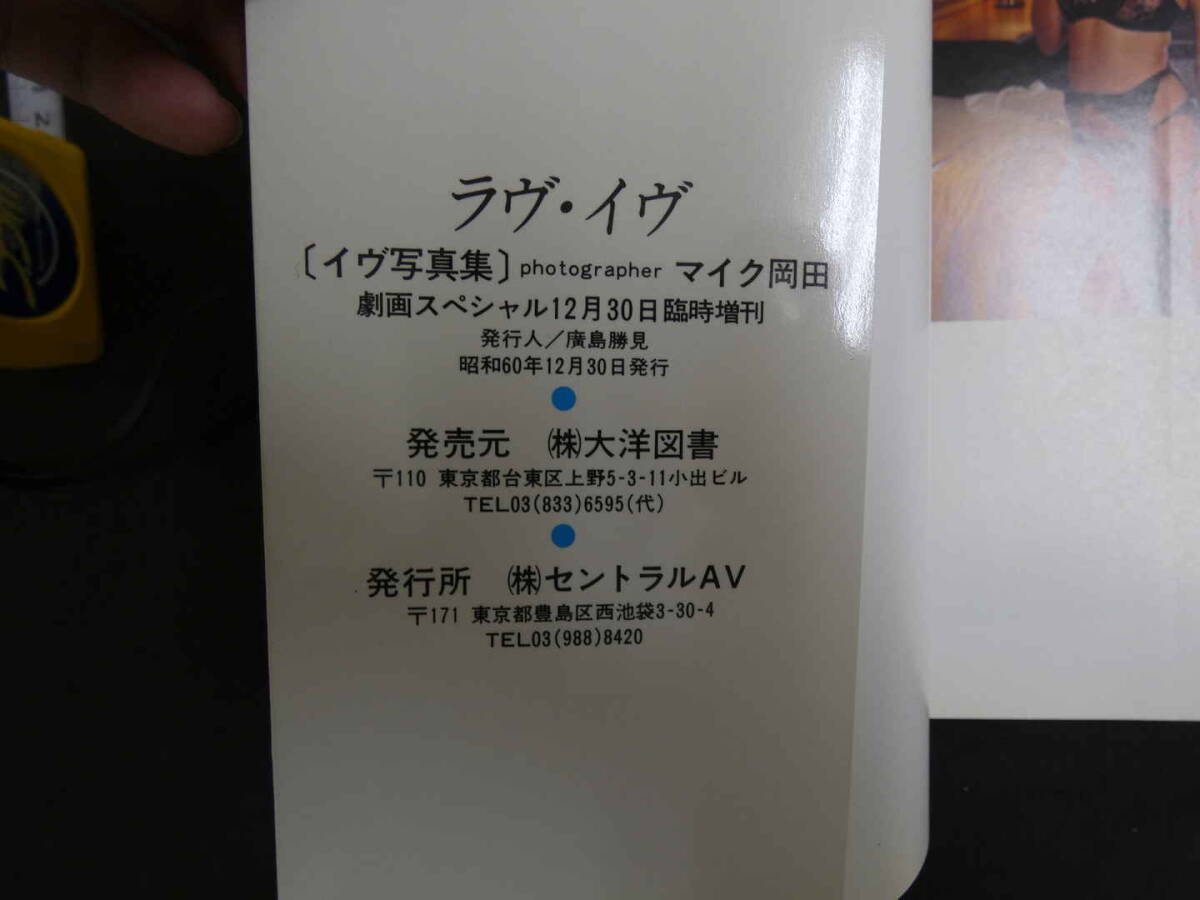 ラヴ・イヴ
〔イヴ写真集〕photographer マイク岡田
劇画スペシャル12月30日臨時増刊
発行人／廣島勝見
昭和60年12月30日発行
発売元 ㈱大洋図書
〒110 東京都台東区上野5-3-11小出ビル
TEL03(833)6595(代)
発行所 ㈱セントラルAV
〒171 東京都豊島区西池袋3-30-4
TEL03(988)8420
2